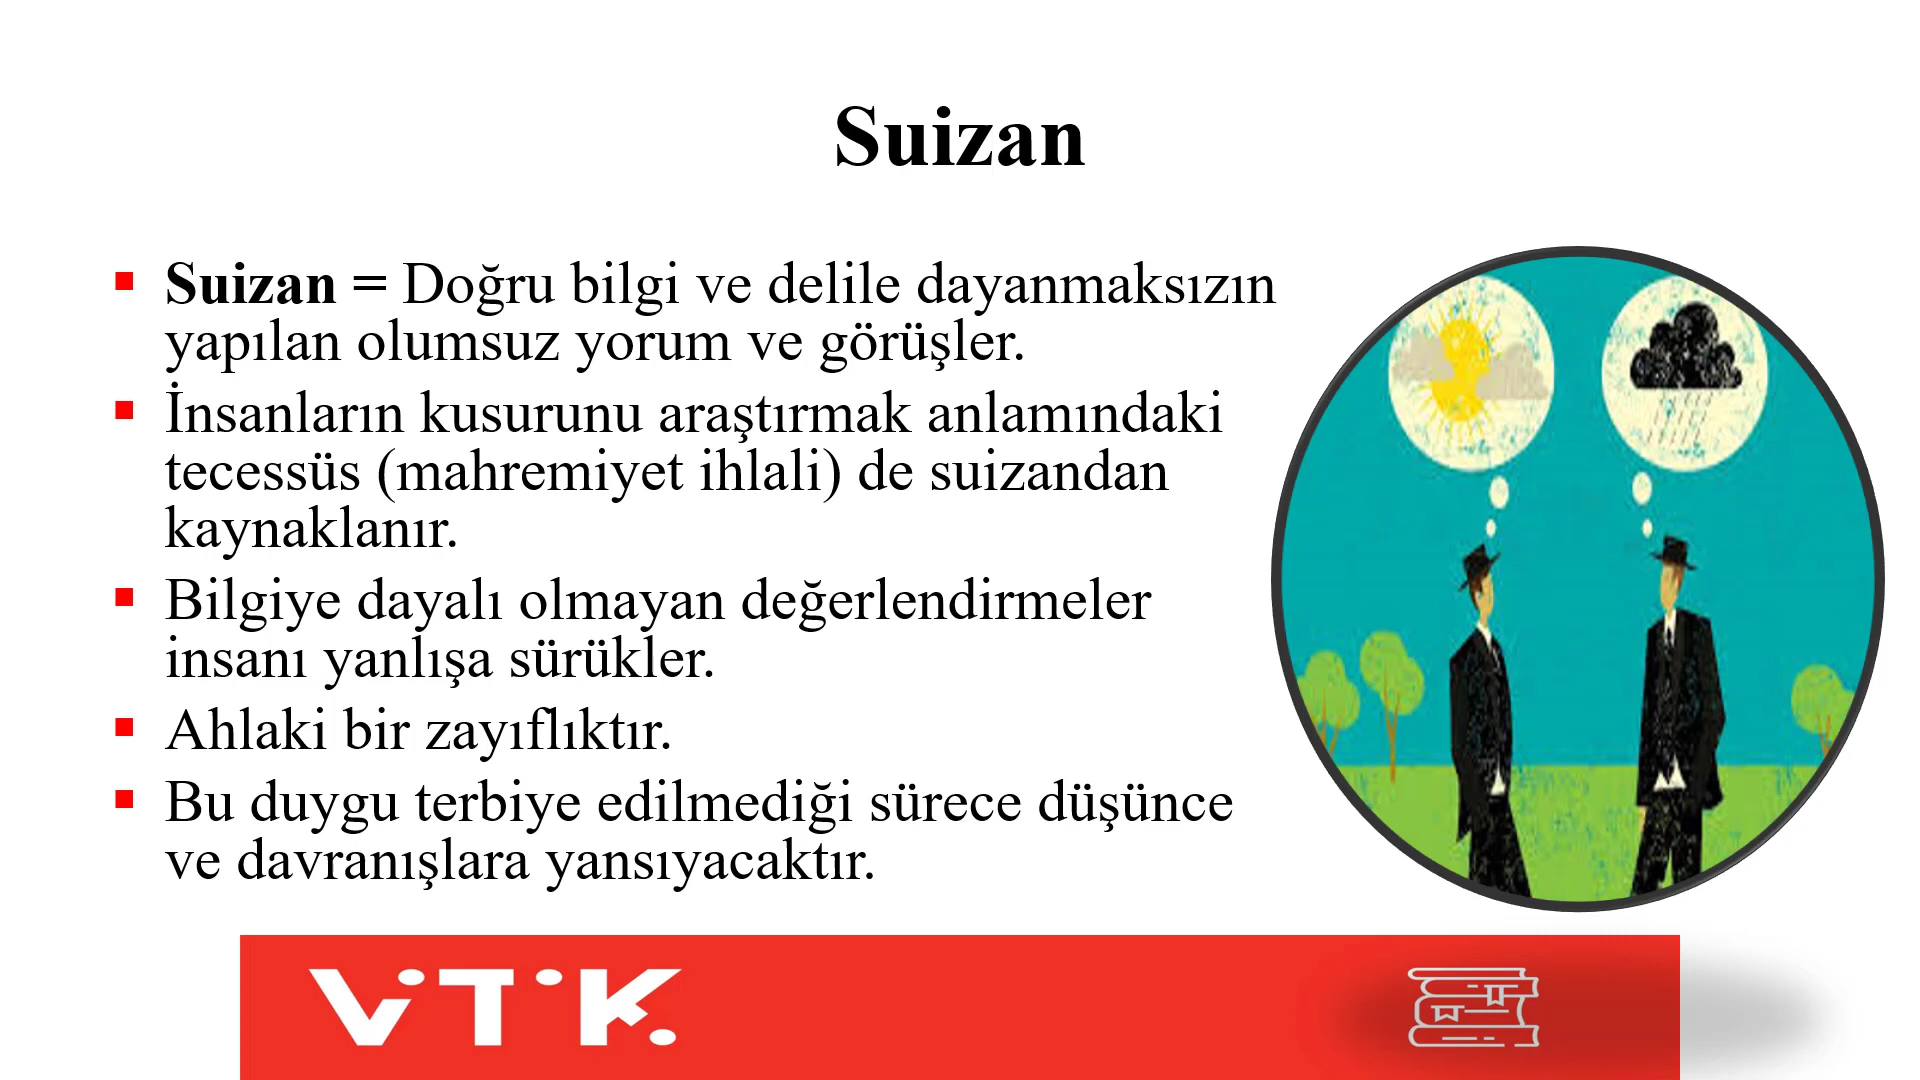 Suizan
Suizan = Doğru bilgi ve delile dayanmaksızın
yapılan olumsuz yorum ve görüşler.
İnsanların kusurunu araştırmak anlamındaki
tecessüs (mahremiyet ihlali) de suizandan
kaynaklanır.
Bilgiye dayalı olmayan değerlendirmeler
insanı yanlışa sürükler.
Ahlaki bir zayıflıktır.
Bu duygu terbiye edilmediği sürece düşünce
ve davranışlara yansıyacaktır.
ViTiK